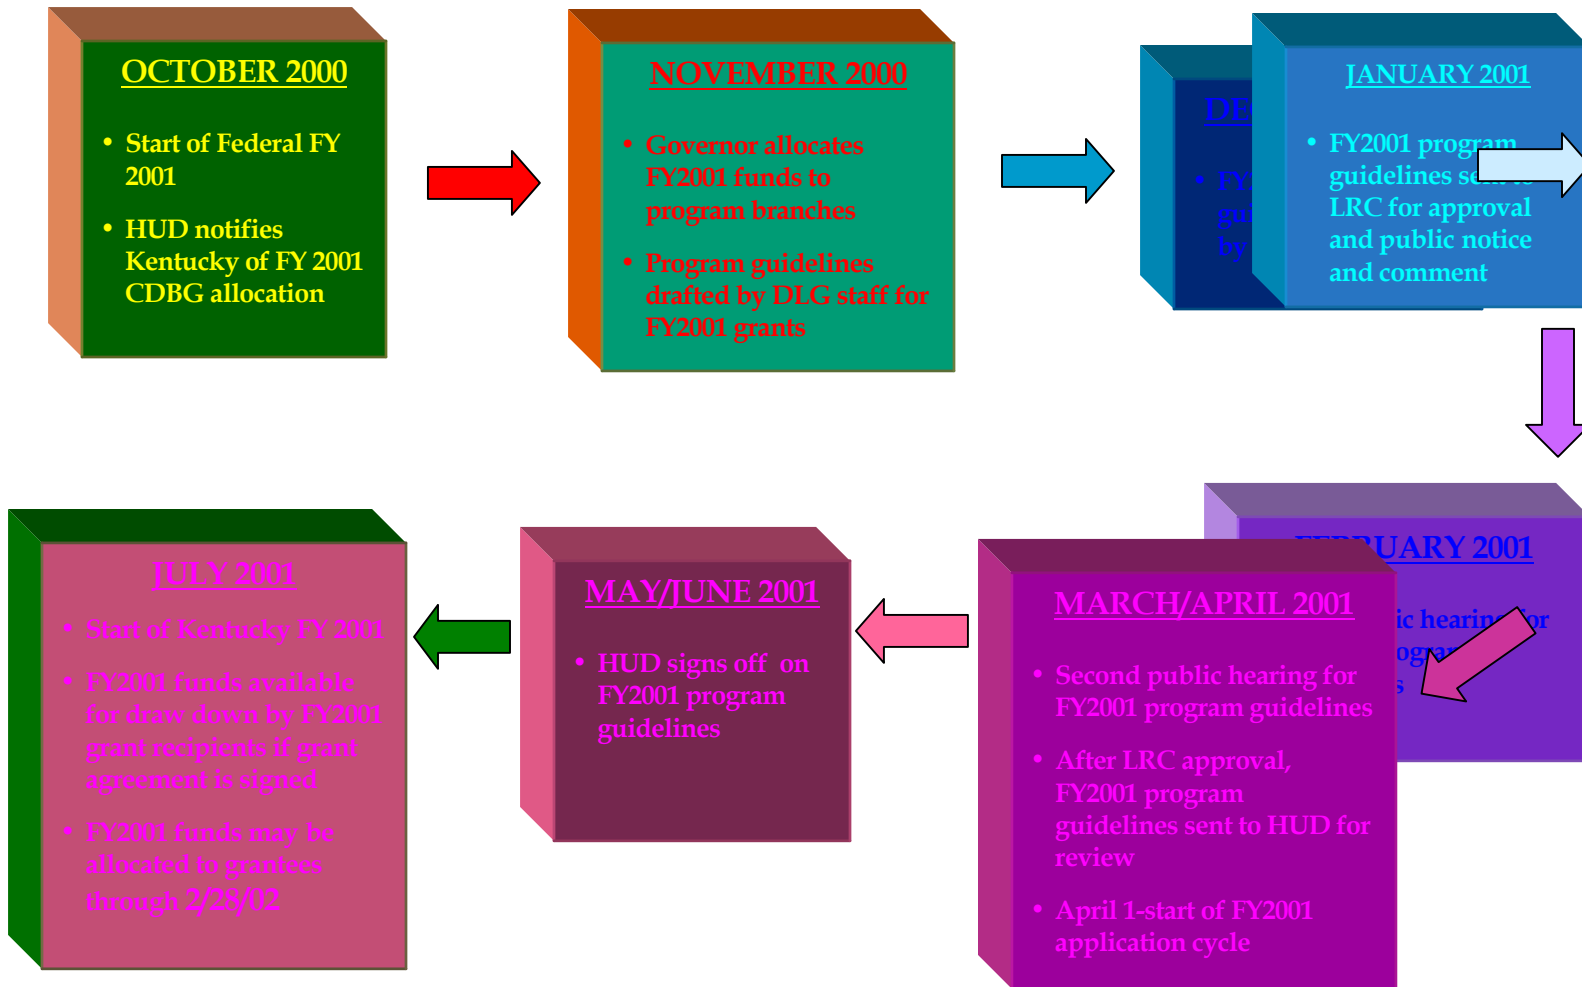 OCTOBER 2000
• Start of Federal FY
2001
• HUD notifies
Kentucky of FY 2001
CDBG allocation
NOVEMBER 2000
• Governor allocates
FY2001 funds to
program branches
• Program guidelines
drafted by DLG staff for
FY2001 grants
by
JANUARY 2001
• FY2001 program
guidelines sent to
LRC for approval
and public notice
and comment
FEBRUARY 2001
hearing for
MARCH/APRIL 2001
• Second public hearing for
FY2001 program guidelines
• After LRC approval,
FY2001 program
guidelines sent to HUD for
review
• April 1-start of FY2001
application cycle
MAY/JUNE 2001
• HUD signs off on
FY2001 program
guidelines
JULY 2001
• Start of Kentucky FY 2001
• FY2001 funds available
for draw down by FY2001
grant recipients if grant
agreement is signed
• FY2001 funds may be
allocated to grantees
through 2/28/02